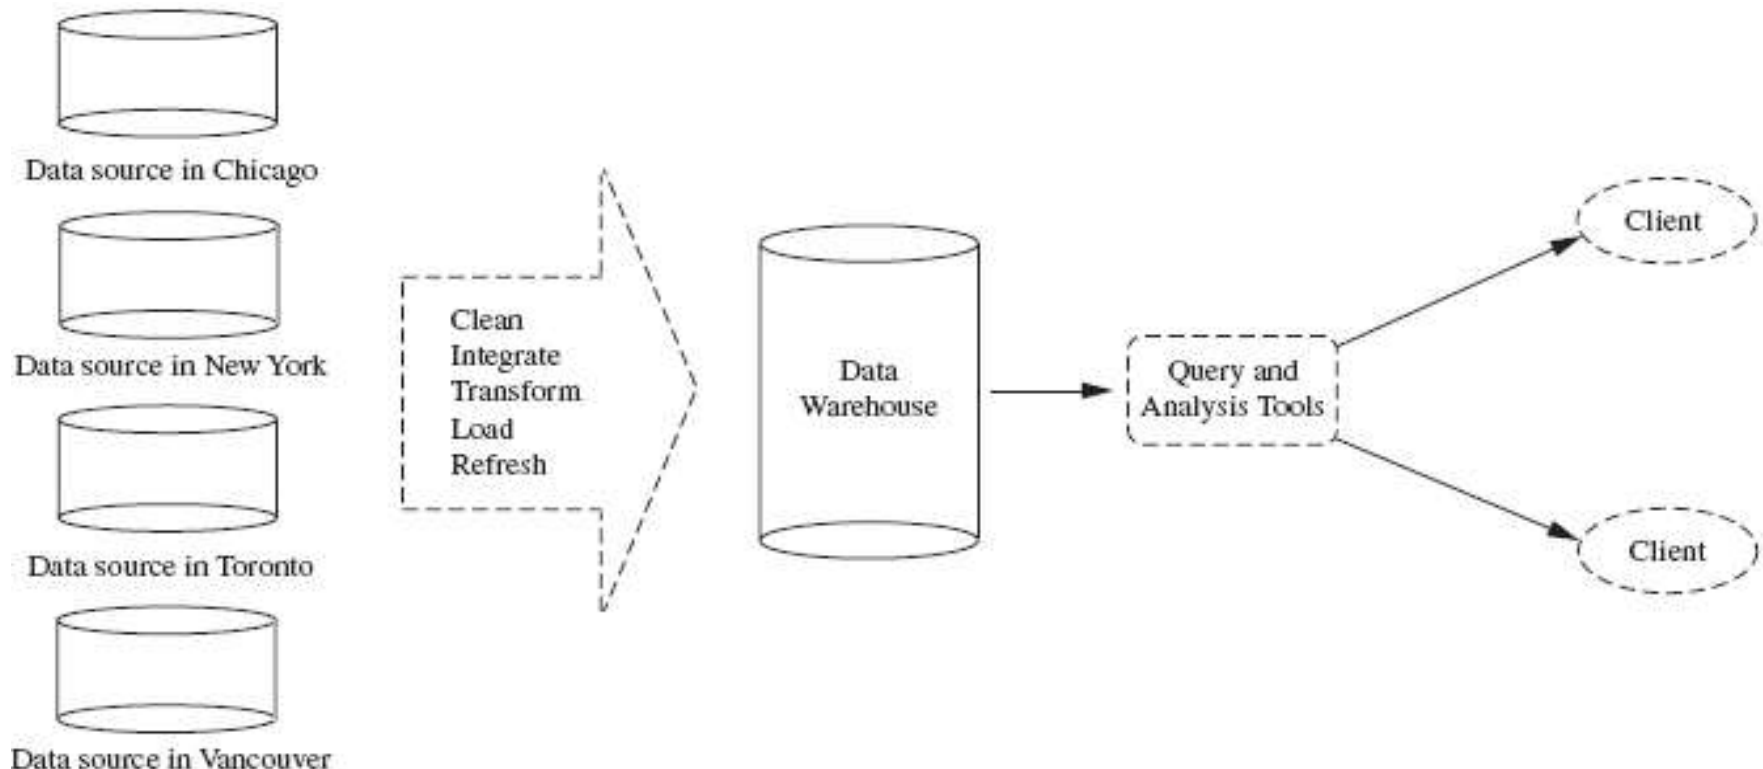 Data source in Chicago
Data source in New York
Data source in Toronto
Data source in Vancouver
Clean
Integrate
Transform
Load
Refresh
Data
Warehouse
Query and
Analysis Tools
Client
Client